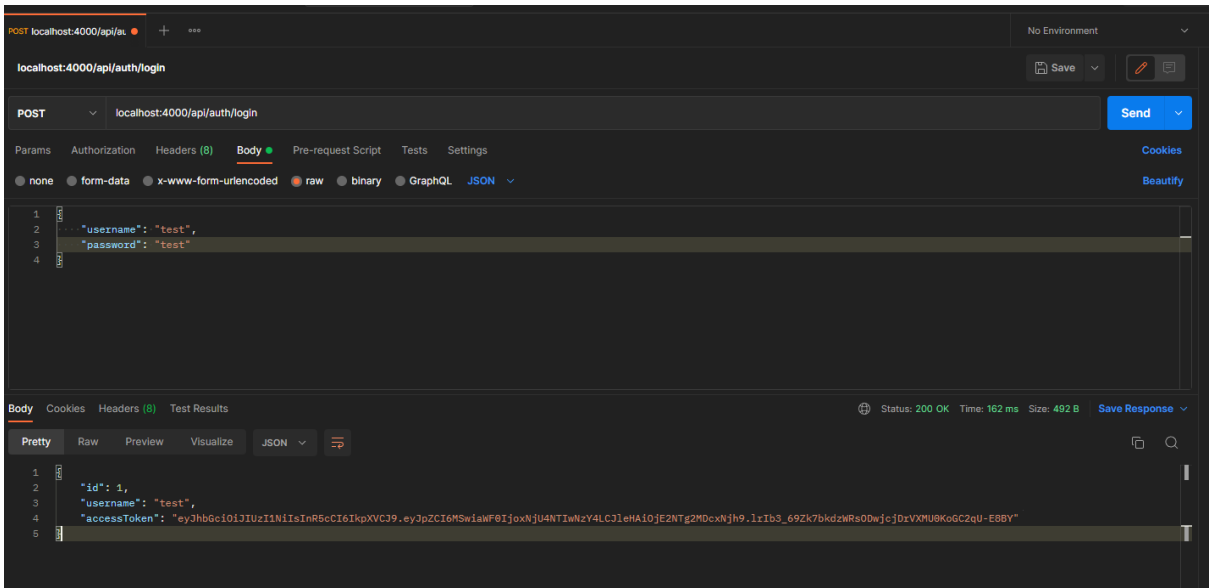 POST localhost:4000/api/au
No Environment
localhost:4000/api/auth/login
Save
POST localhost:4000/api/auth/login Send
Params Authorization Headers (8) Body Pre-request Script Tests Settings Cookies
none form-data x-www-form-urlencoded raw binary GraphQL JSON Beautify
1 {
2 "username": "test",
3 "password": "test"
4 }
Body Cookies Headers (8) Test Results Status: 200 OK Time: 162 ms Size: 492 B Save Response
Pretty Raw Preview Visualize JSON
1 {
2 "id": 1,
3 "username": "test",
4 "accessToken": "eyJhbGciOiJIUzI1NiIsInR5cCI6IkpXVCJ9.eyJpZCI6MSwiaWF0IjoxNjU4NTIwNzY4LCJleHAiOjE2NTg2MDcxNjh9.lrIb3_69Zk7bkdzWRsODwjcjDrVXMU0KoGC2qU-E8BY"
5 }